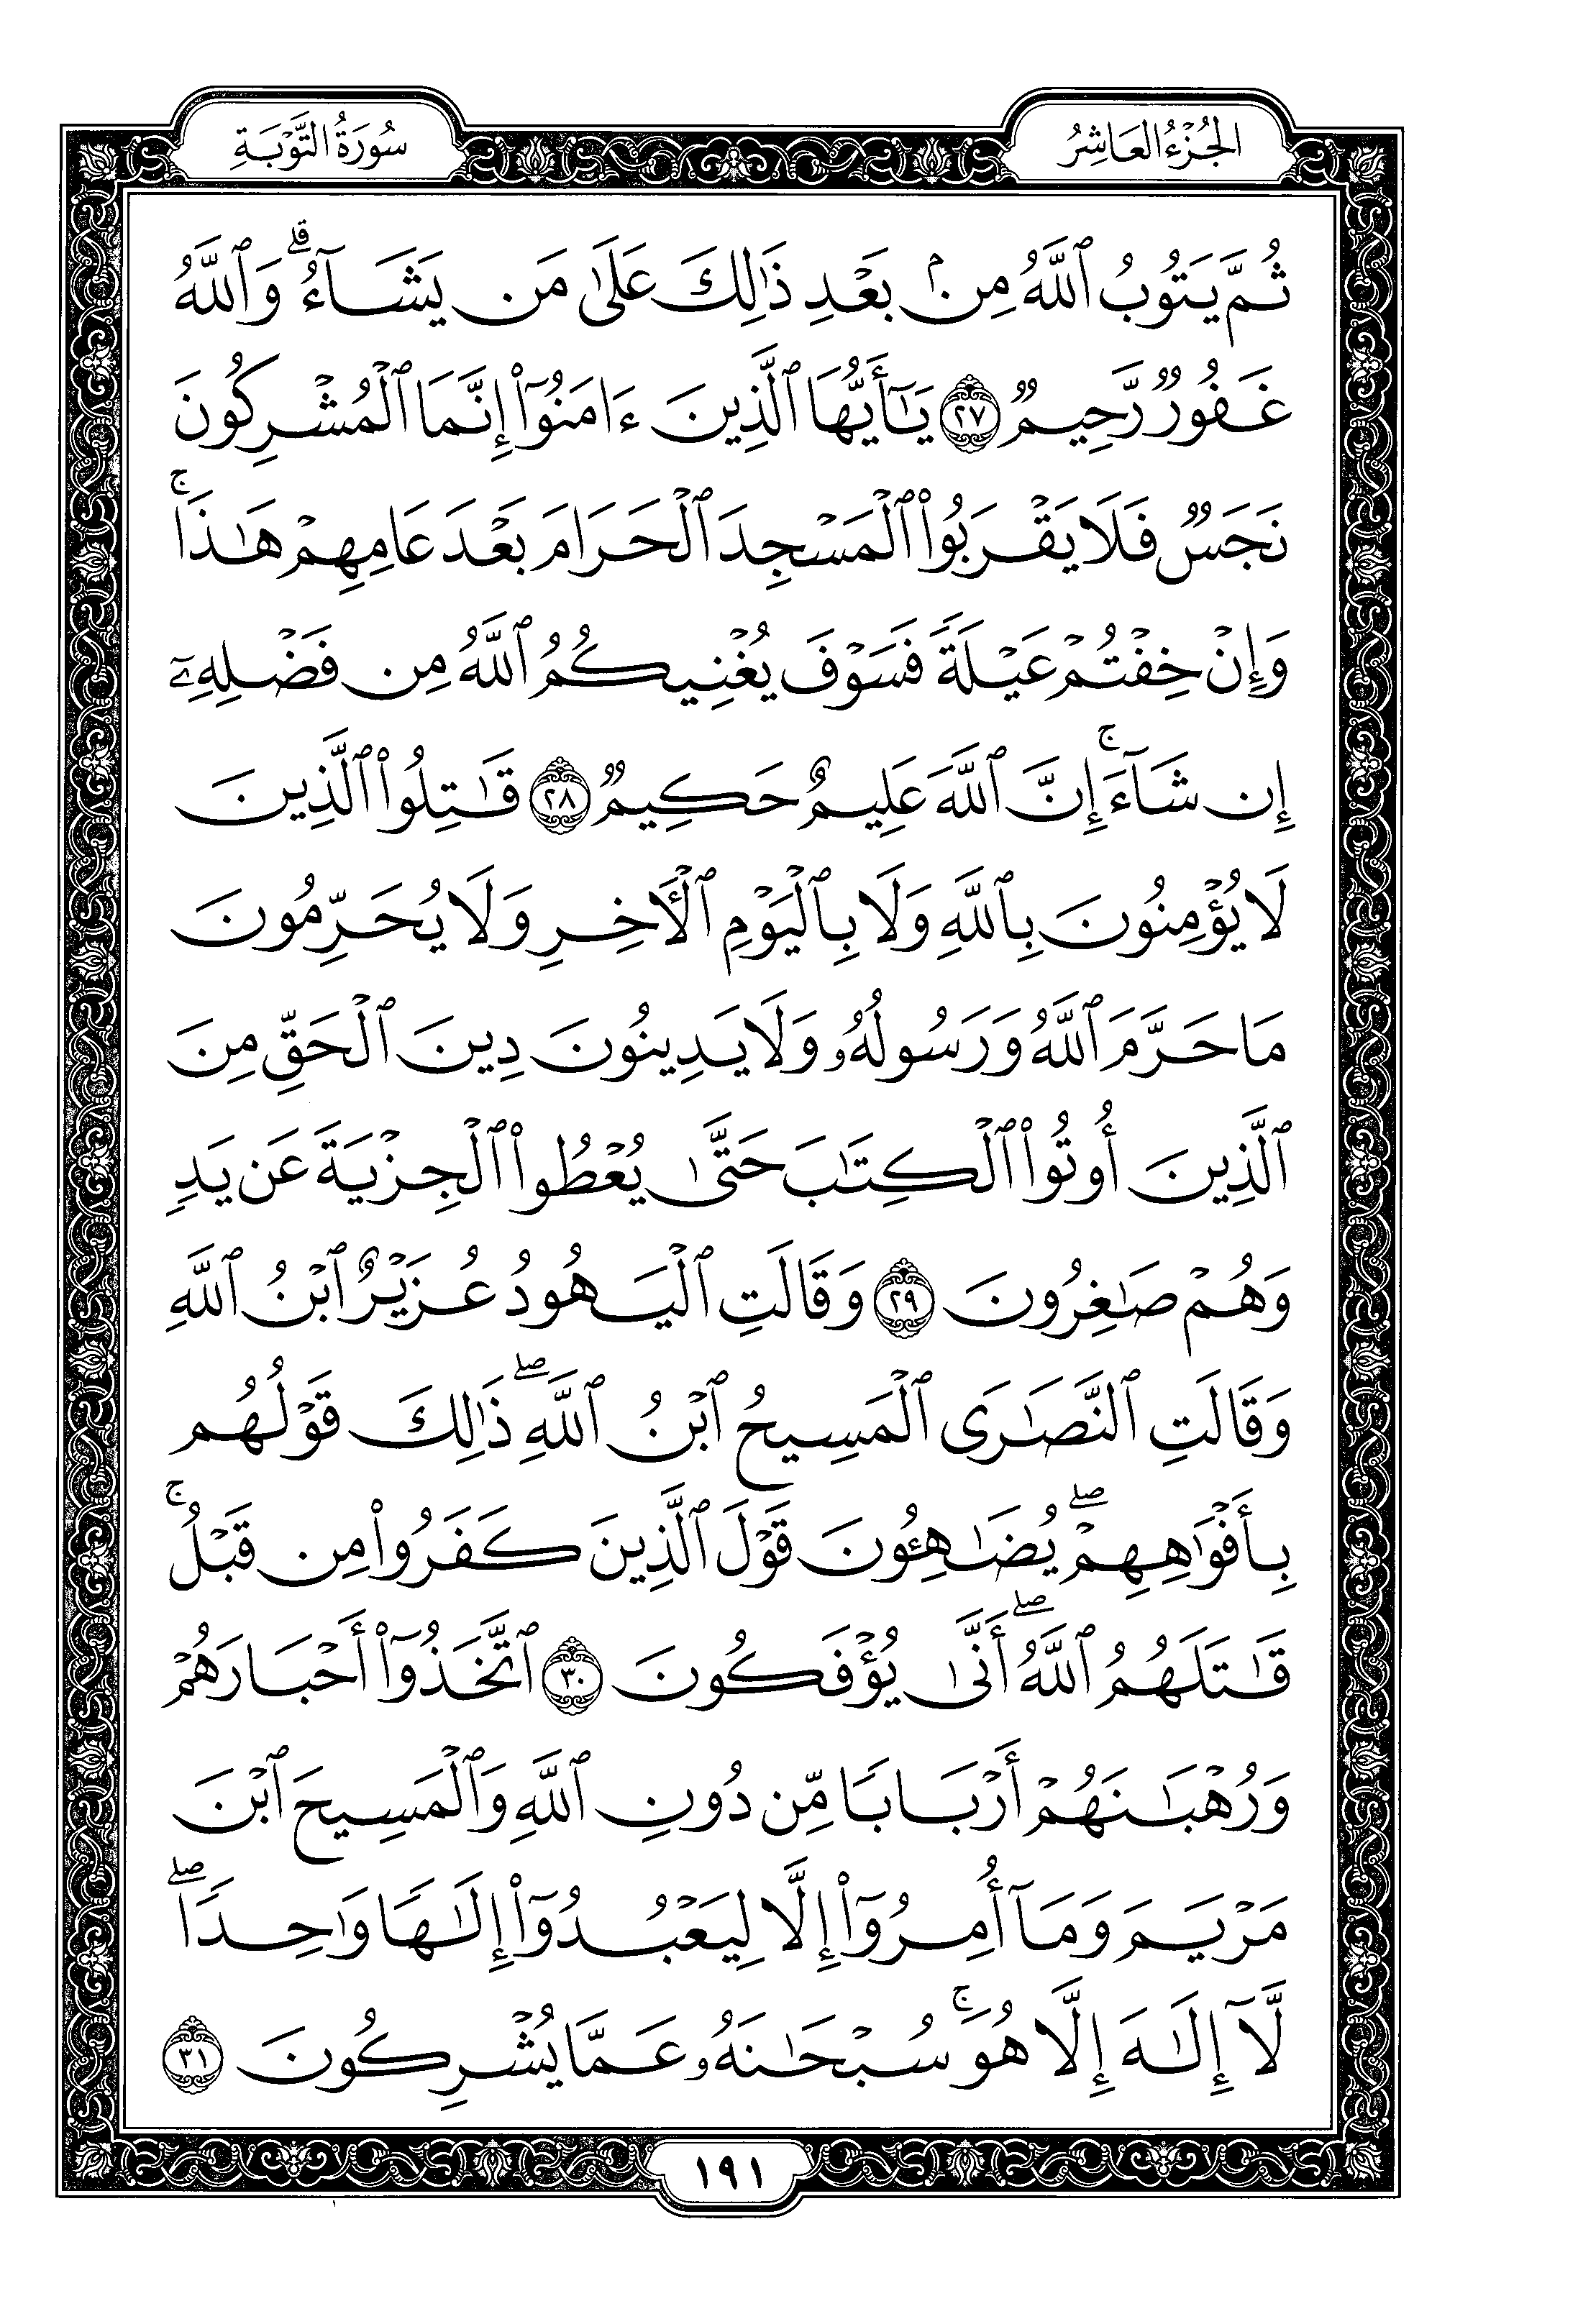 الجُزْءُ العَاشِرُ
سُورَةُ التَّوْبَةِ
ثُمَّ يَتُوبُ ٱللَّهُ مِنۢ بَعْدِ ذَٰلِكَ عَلَىٰ مَن يَشَآءُۗ وَٱللَّهُ
غَفُورٌ رَّحِيمٌ ٢٧ يَٰٓأَيُّهَا ٱلَّذِينَ ءَامَنُوٓا۟ إِنَّمَا ٱلْمُشْرِكُونَ
نَجَسٌ فَلَا يَقْرَبُوا۟ ٱلْمَسْجِدَ ٱلْحَرَامَ بَعْدَ عَامِهِمْ هَٰذَاۚ
وَإِنْ خِفْتُمْ عَيْلَةً فَسَوْفَ يُغْنِيكُمُ ٱللَّهُ مِن فَضْلِهِۦٓ
إِن شَآءَۚ إِنَّ ٱللَّهَ عَلِيمٌ حَكِيمٌ ٢٨ قَٰتِلُوا۟ ٱلَّذِينَ
لَا يُؤْمِنُونَ بِٱللَّهِ وَلَا بِٱلْيَوْمِ ٱلْأَخِرِ وَلَا يُحَرِّمُونَ
مَا حَرَّمَ ٱللَّهُ وَرَسُولُهُۥ وَلَا يَدِينُونَ دِينَ ٱلْحَقِّ مِنَ
ٱلَّذِينَ أُوتُوا۟ ٱلْكِتَٰبَ حَتَّىٰ يُعْطُوا۟ ٱلْجِزْيَةَ عَن يَدٍ
وَهُمْ صَٰغِرُونَ ٢٩ وَقَالَتِ ٱلْيَهُودُ عُزَيْرٌ ٱبْنُ ٱللَّهِ
وَقَالَتِ ٱلنَّصَٰرَى ٱلْمَسِيحُ ٱبْنُ ٱللَّهِۖ ذَٰلِكَ قَوْلُهُم
بِأَفْوَٰهِهِمْۖ يُضَٰهِـُٔونَ قَوْلَ ٱلَّذِينَ كَفَرُوا۟ مِن قَبْلُۚ
قَٰتَلَهُمُ ٱللَّهُۖ أَنَّىٰ يُؤْفَكُونَ ٣٠ ٱتَّخَذُوٓا۟ أَحْبَارَهُمْ
وَرُهْبَٰنَهُمْ أَرْبَابًا مِّن دُونِ ٱللَّهِ وَٱلْمَسِيحَ ٱبْنَ
مَرْيَمَ وَمَآ أُمِرُوٓا۟ إِلَّا لِيَعْبُدُوٓا۟ إِلَٰهًا وَٰحِدًاۖ
لَّآ إِلَٰهَ إِلَّا هُوَۚ سُبْحَٰنَهُۥ عَمَّا يُشْرِكُونَ ٣١
١٩١